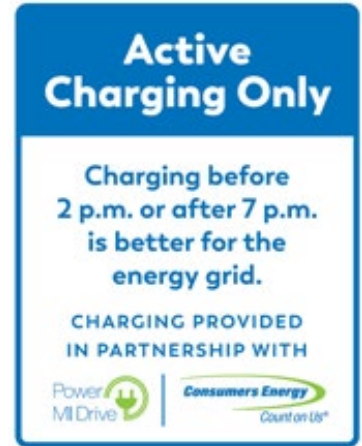 Active
Charging Only
Charging before
2 p.m. or after 7 p.m.
is better for the
energy grid.
CHARGING PROVIDED
IN PARTNERSHIP WITH
Power
MI Drive
Consumers Energy
Count on Us®